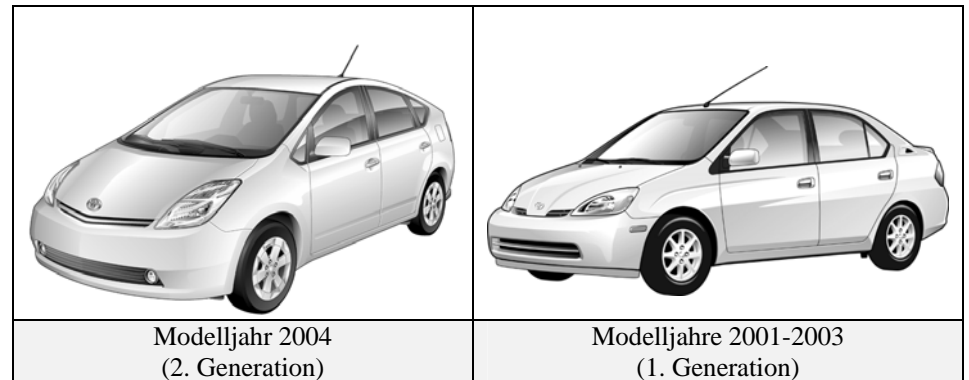 Modelljahr 2004
(2. Generation)
Modelljahre 2001-2003
(1. Generation)